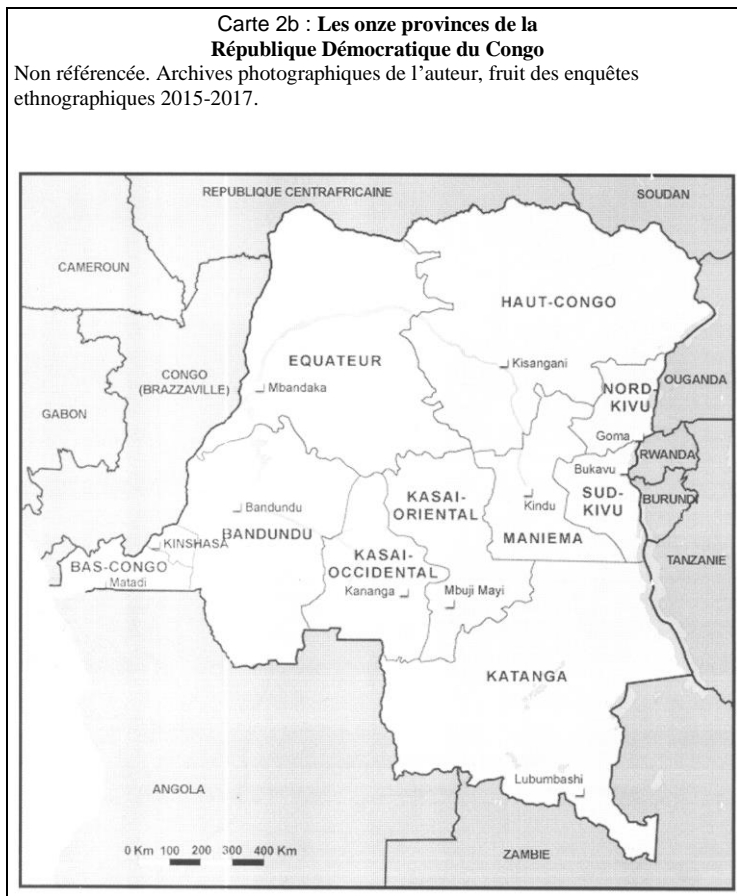 Carte 2b : Les onze provinces de la
République Démocratique du Congo
Non référencée. Archives photographiques de l’auteur, fruit des enquêtes
ethnographiques 2015-2017.
REPUBLIQUE CENTRAFRICAINE
SOUDAN
CAMEROUN
HAUT-CONGO
EQUATEUR
Kisangani
CONGO
(BRAZZAVILLE)
Mbandaka
OUGANDA
NORD-
KIVU
GABON
Goma
RWANDA
Bukavu
KASAI-
ORIENTAL
Kindu
SUD-
KIVU
BURUNDI
Bandundu
BANDUNDU
MANIEMA
KINSHASA
BAS-CONGO
Matadi
KASAI-
OCCIDENTAL
Kananga
Mbuji Mayi
TANZANIE
KATANGA
ANGOLA
Lubumbashi
0 Km 100 200 300 400 Km
ZAMBIE